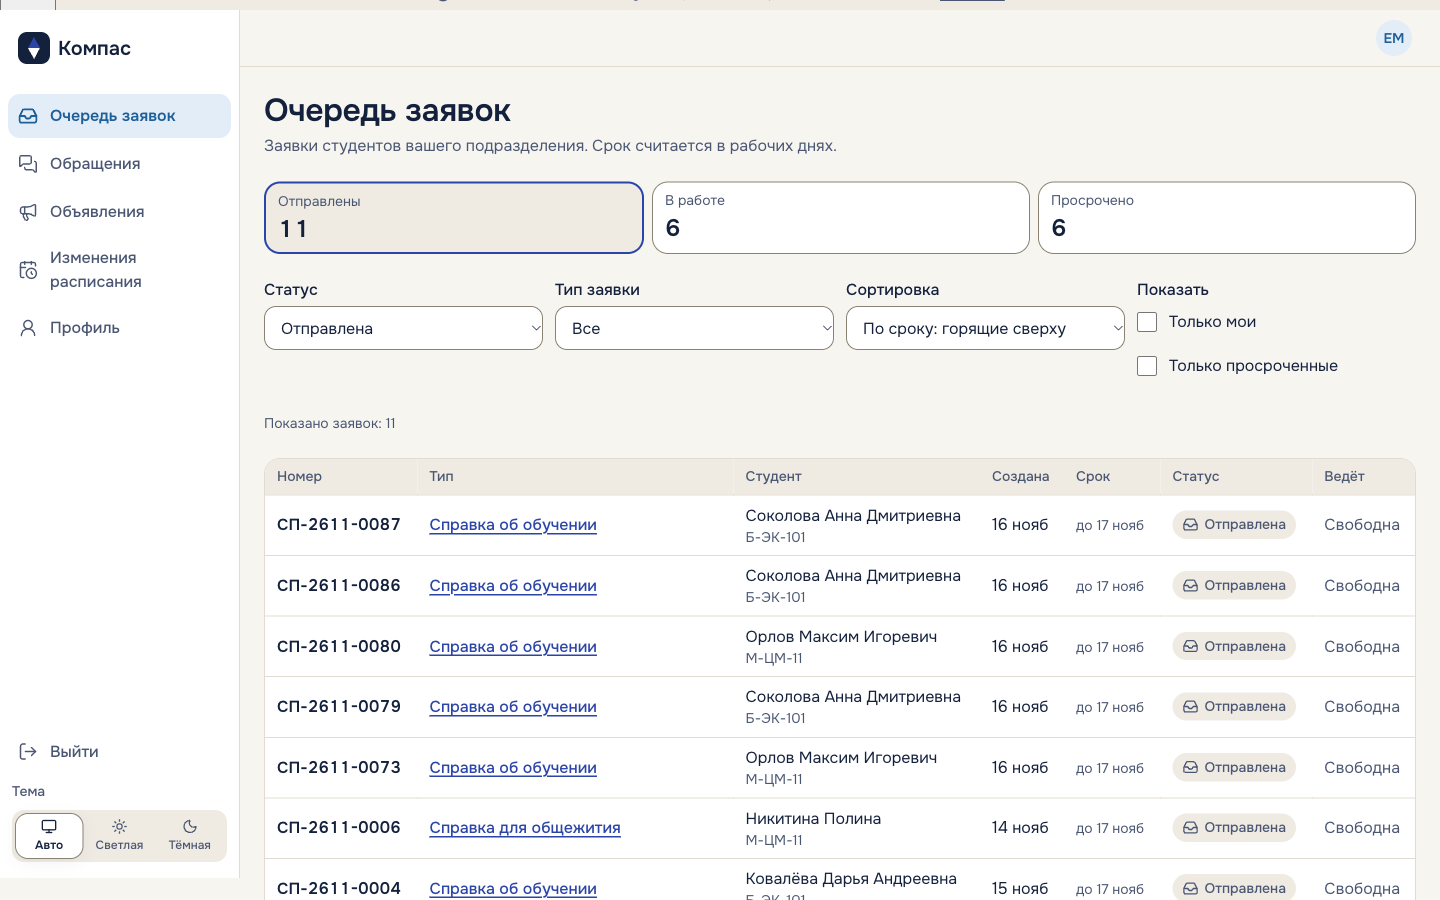 Компас
ЕМ
Очередь заявок
Обращения
Объявления
Изменения
расписания
Профиль
Выйти
Тема
Авто
Светлая
Тёмная
Очередь заявок
Заявки студентов вашего подразделения. Срок считается в рабочих днях.
Отправлены
11
В работе
6
Просрочено
6
Статус
Отправлена
Тип заявки
Все
Сортировка
По сроку: горящие сверху
Показать
Только мои
Только просроченные
Показано заявок: 11
Номер Тип Студент Создана Срок Статус Ведёт
СП-2611-0087 Справка об обучении Соколова Анна Дмитриевна 16 нояб до 17 нояб Отправлена Свободна
Б-ЭК-101
СП-2611-0086 Справка об обучении Соколова Анна Дмитриевна 16 нояб до 17 нояб Отправлена Свободна
Б-ЭК-101
СП-2611-0080 Справка об обучении Орлов Максим Игоревич 16 нояб до 17 нояб Отправлена Свободна
М-ЦМ-11
СП-2611-0079 Справка об обучении Соколова Анна Дмитриевна 16 нояб до 17 нояб Отправлена Свободна
Б-ЭК-101
СП-2611-0073 Справка об обучении Орлов Максим Игоревич 16 нояб до 17 нояб Отправлена Свободна
М-ЦМ-11
СП-2611-0006 Справка для общежития Никитина Полина 14 нояб до 17 нояб Отправлена Свободна
М-ЦМ-11
СП-2611-0004 Справка об обучении Ковалёва Дарья Андреевна 15 нояб до 17 нояб Отправлена Свободна